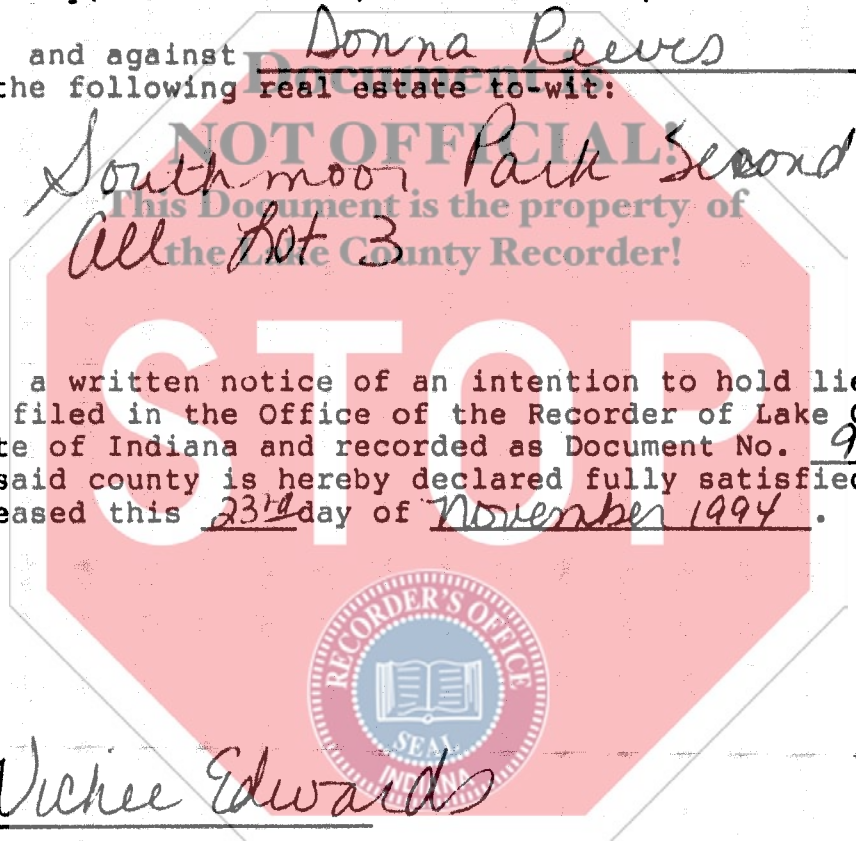 and against Donna Reeves
the following real estate to-wit:
Document is
NOT OFFICIAL!
Southmoor Park Second
This Document is the property of
All Lot 3
the Lake County Recorder!
STOP
a written notice of an intention to hold lie
filed in the Office of the Recorder of Lake C
te of Indiana and recorded as Document No. 9
said county is hereby declared fully satisfied
eased this 23rd day of November 1994.
RECORDER'S OFFICE
SEAL
INDIANA
Vickee Edwards